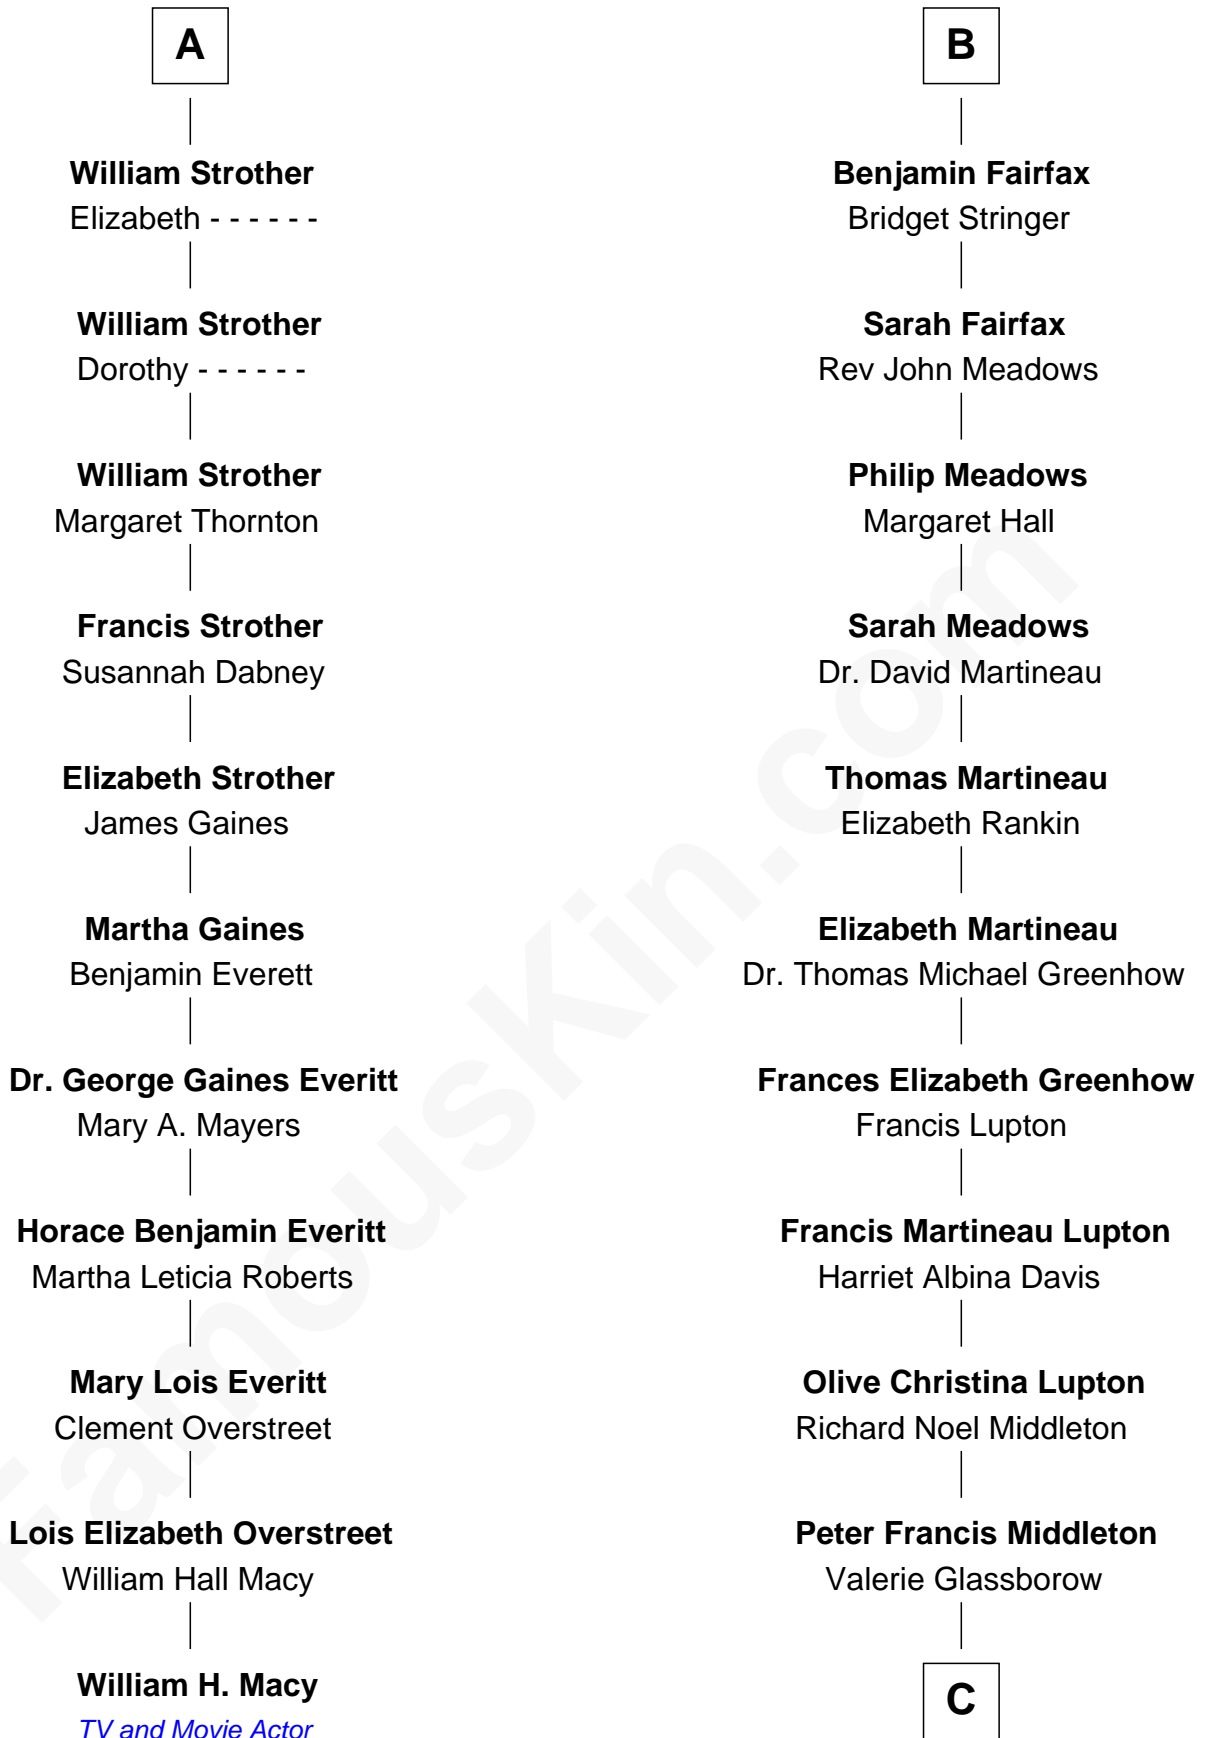 A
William Strother
Elizabeth - - - - - -
William Strother
Dorothy - - - - - -
William Strother
Margaret Thornton
Francis Strother
Susannah Dabney
Elizabeth Strother
James Gaines
Martha Gaines
Benjamin Everett
Dr. George Gaines Everitt
Mary A. Mayers
Horace Benjamin Everitt
Martha Leticia Roberts
Mary Lois Everitt
Clement Overstreet
Lois Elizabeth Overstreet
William Hall Macy
William H. Macy
TV and Movie Actor
B
Benjamin Fairfax
Bridget Stringer
Sarah Fairfax
Rev John Meadows
Philip Meadows
Margaret Hall
Sarah Meadows
Dr. David Martineau
Thomas Martineau
Elizabeth Rankin
Elizabeth Martineau
Dr. Thomas Michael Greenhow
Frances Elizabeth Greenhow
Francis Lupton
Francis Martineau Lupton
Harriet Albina Davis
Olive Christina Lupton
Richard Noel Middleton
Peter Francis Middleton
Valerie Glassborow
C
FamousKin.com